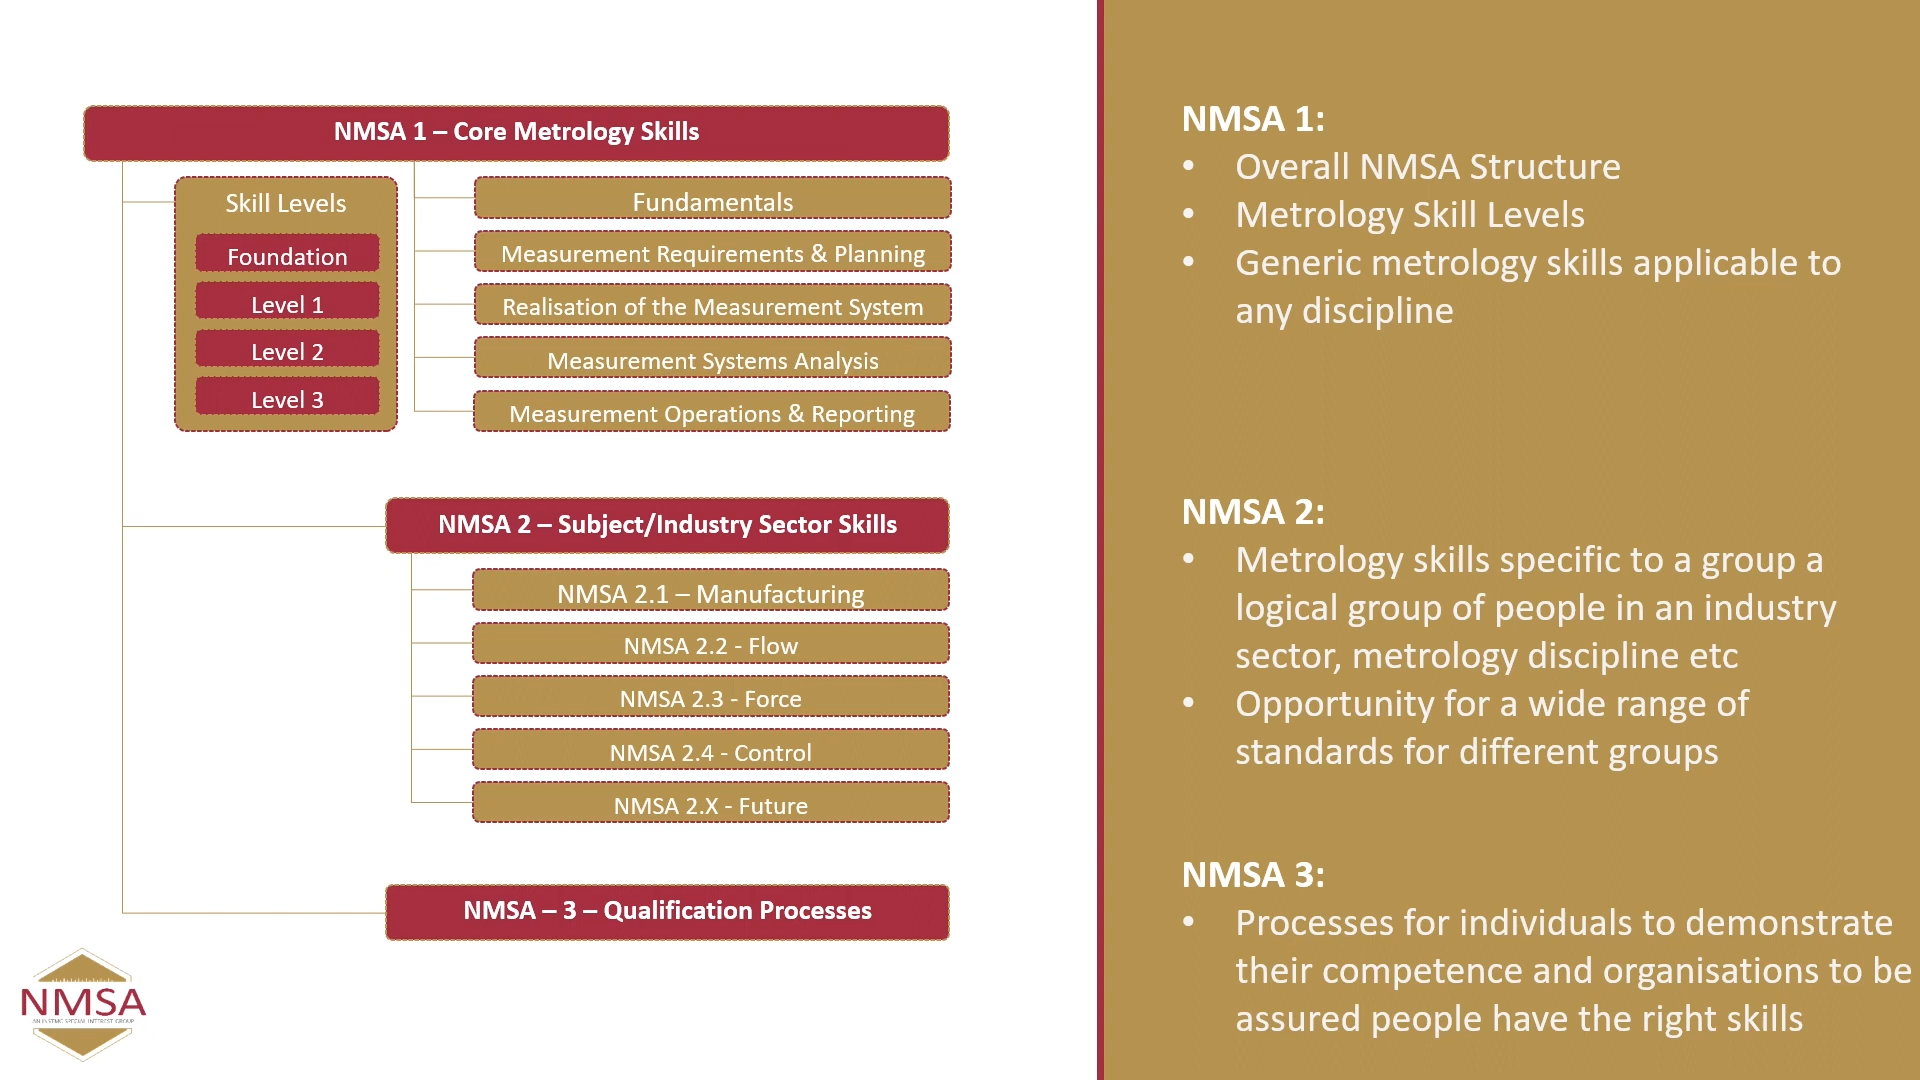 NMSA 1 – Core Metrology Skills
Skill Levels
Foundation
Level 1
Level 2
Level 3
Fundamentals
Measurement Requirements & Planning
Realisation of the Measurement System
Measurement Systems Analysis
Measurement Operations & Reporting
NMSA 2 – Subject/Industry Sector Skills
NMSA 2.1 – Manufacturing
NMSA 2.2 - Flow
NMSA 2.3 - Force
NMSA 2.4 - Control
NMSA 2.X - Future
NMSA – 3 – Qualification Processes
NMSA
AN INSTMC SPECIAL INTEREST GROUP
NMSA 1:
• Overall NMSA Structure
• Metrology Skill Levels
• Generic metrology skills applicable to
any discipline
NMSA 2:
• Metrology skills specific to a group a
logical group of people in an industry
sector, metrology discipline etc
• Opportunity for a wide range of
standards for different groups
NMSA 3:
• Processes for individuals to demonstrate
their competence and organisations to be
assured people have the right skills